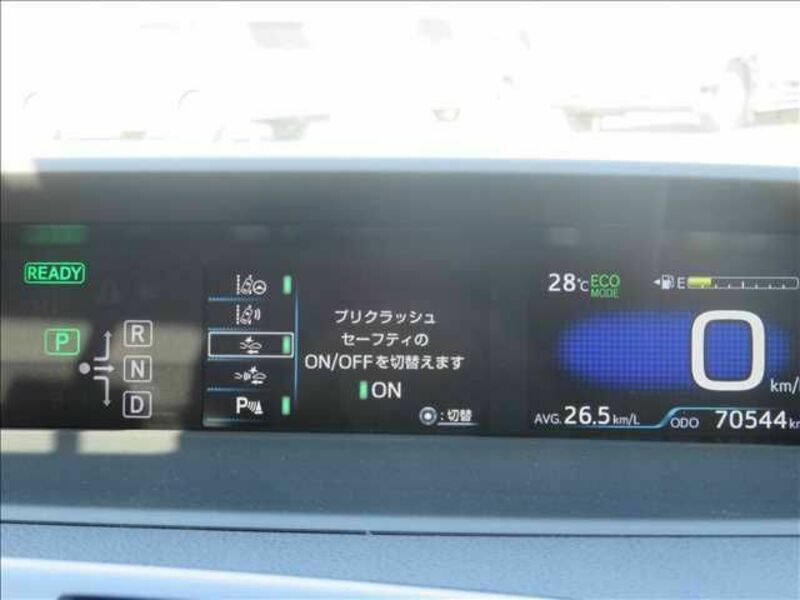 READY
P
R
N
D
P
プリクラッシュ
セーフティの
ON/OFFを切替えます
ON
:切替
28℃
ECO
MODE
E
0
km/
AVG. 26.5 km/L
ODO 70544 km